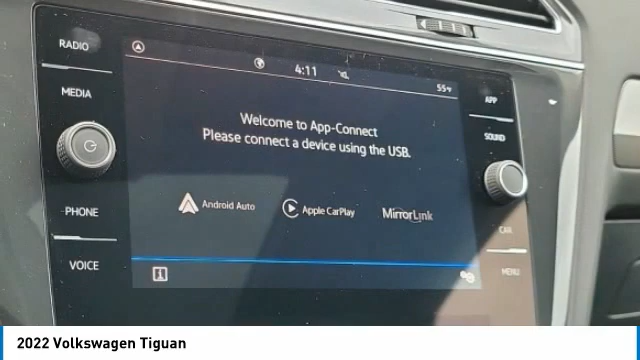 RADIO
MEDIA
PHONE
VOICE
4:11
55°F
Welcome to App-Connect
Please connect a device using the USB.
Android Auto
Apple CarPlay
MirrorLink
APP
SOUND
CAR
MENU
2022 Volkswagen Tiguan